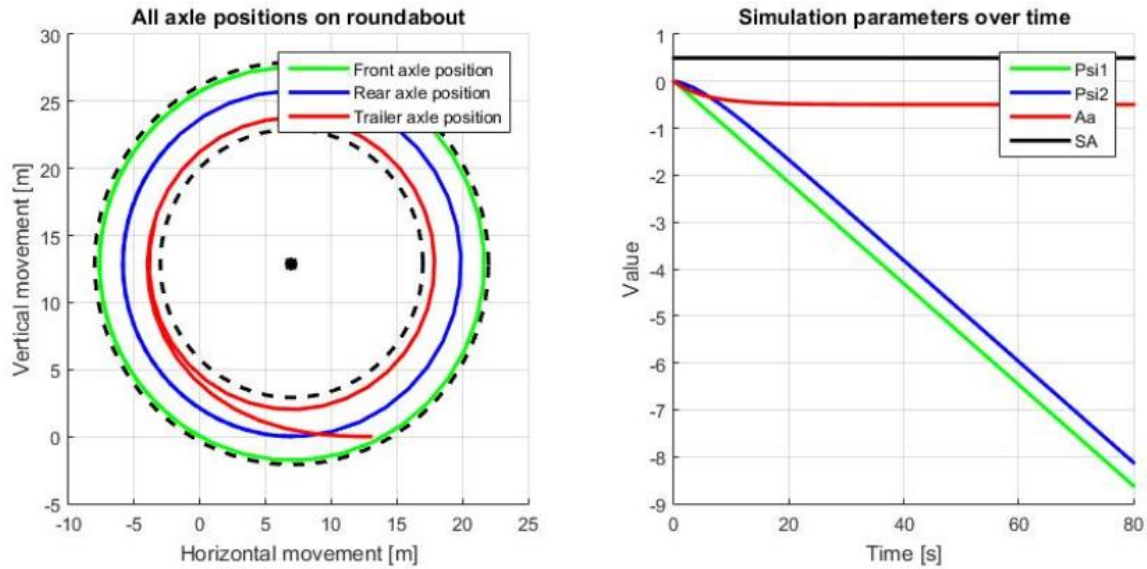 All axle positions on roundabout
30
25
20
15
10
5
0
-5
Vertical movement [m]
-10
-5
0
5
10
15
20
25
Horizontal movement [m]
Front axle position
Rear axle position
Trailer axle position
Simulation parameters over time
1
0
-1
-2
-3
-4
-5
-6
-7
-8
-9
Value
0
20
40
60
80
Time [s]
Psi1
Psi2
Aa
SA